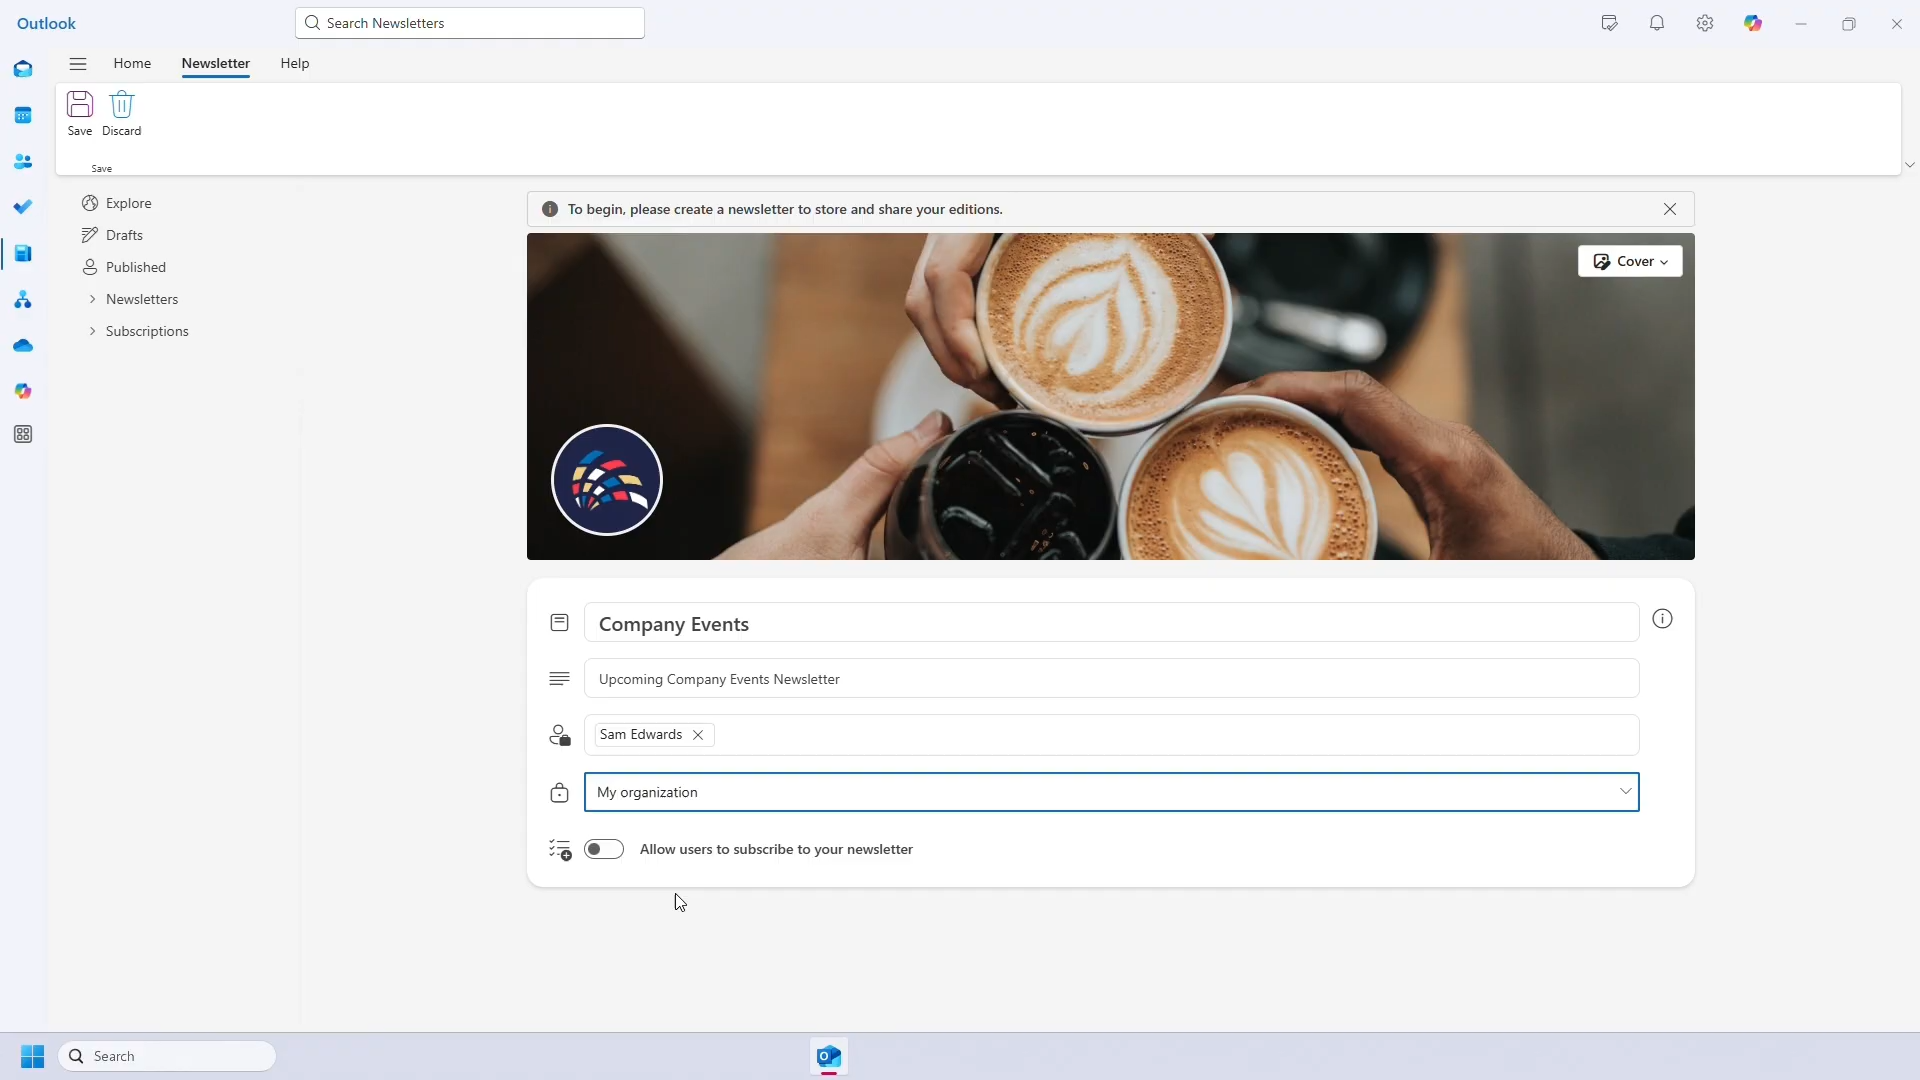 Outlook
Search Newsletters
Home
Newsletter
Help
Save
Discard
Save
Explore
Drafts
Published
Newsletters
Subscriptions
To begin, please create a newsletter to store and share your editions.
Cover
Company Events
Upcoming Company Events Newsletter
Sam Edwards
My organization
Allow users to subscribe to your newsletter
Search